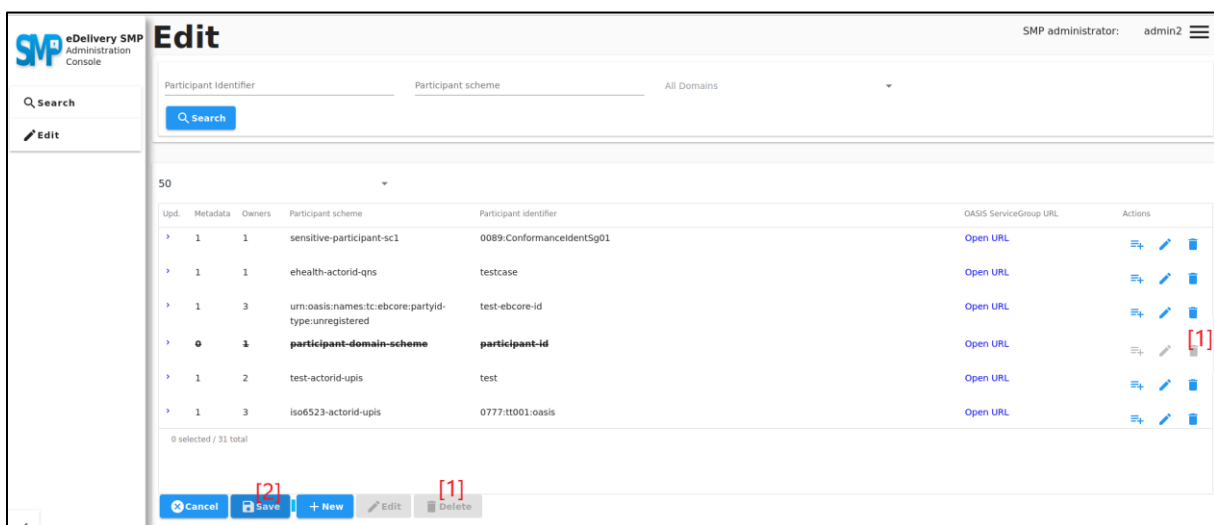 SMP
eDelivery SMP
Administration
Console
Edit
SMP administrator: admin2
Search
Edit
Participant Identifier Participant scheme All Domains
Search
50
Upd. Metadata Owners Participant scheme Participant identifier OASIS ServiceGroup URL Actions
1 1 sensitive-participant-sc1 0089:ConformanceIdentSg01 Open URL
1 1 ehealth-actorid-qns testcase Open URL
1 3 urn:oasis:names:tc:ebcore:partyid-type:unregistered test-ebcore-id Open URL
0 1 participant-domain-scheme participant-id Open URL [1]
1 2 test-actorid-upis test Open URL
1 3 iso6523-actorid-upis 0777:tt001:oasis Open URL
0 selected / 31 total
[2] [1]
Cancel Save New Edit Delete